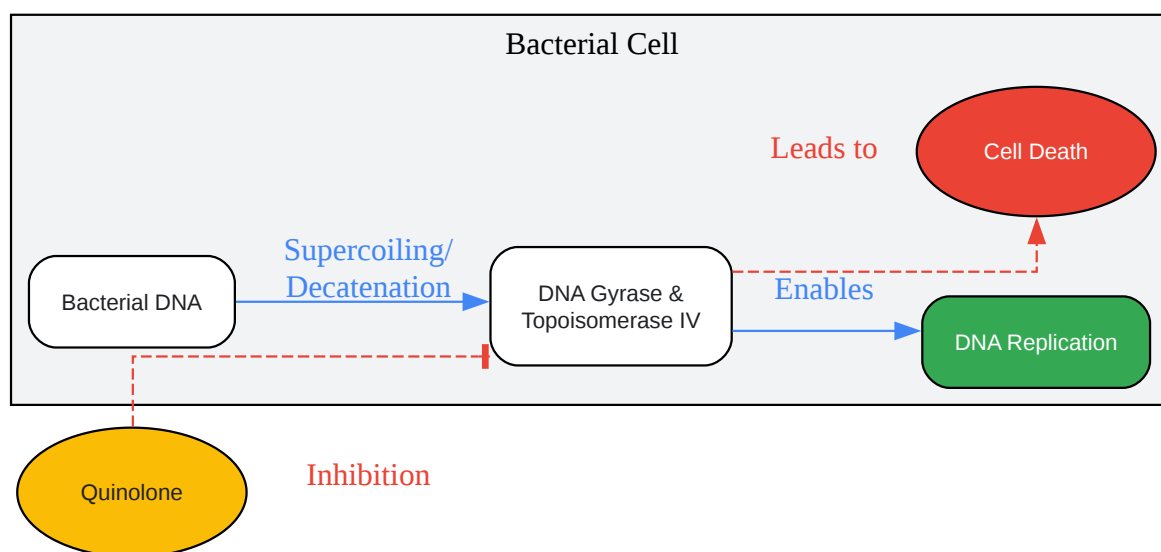 Bacterial Cell
Leads to
Cell Death
Supercoiling/
Decatenation
Bacterial DNA
DNA Gyrase &
Topoisomerase IV
Enables
DNA Replication
Quinolone
Inhibition